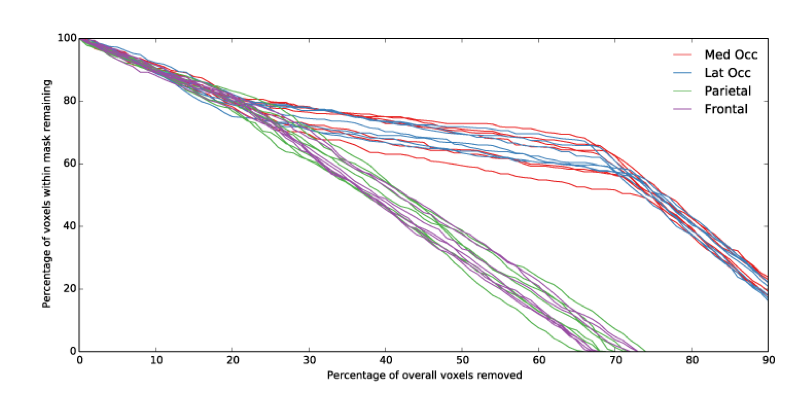 100
80
60
40
20
0
Percentage of voxels within mask remaining
Med Occ
Lat Occ
Parietal
Frontal
0 10 20 30 40 50 60 70 80 90
Percentage of overall voxels removed